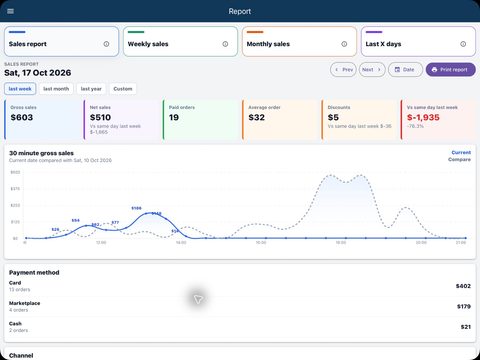 Report
Sales report
Weekly sales
Monthly sales
Last X days
SALES REPORT
Sat, 17 Oct 2026
Prev
Next
Date
Print report
last week
last month
last year
Custom
Gross sales
$603
Net sales
$510
Vs same day last week
$-1,665
Paid orders
19
Average order
$32
Discounts
$5
Vs same day last week $-36
Vs same day last week
$-1,935
-76.3%
30 minute gross sales
Current date compared with Sat, 10 Oct 2026
Current
Compare
$500
$375
$250
$125
$0
12:00
14:00
16:00
18:00
20:00
21:00
$94
$77
$186
Payment method
Card
13 orders
$402
Marketplace
4 orders
$179
Cash
2 orders
$21
Channel